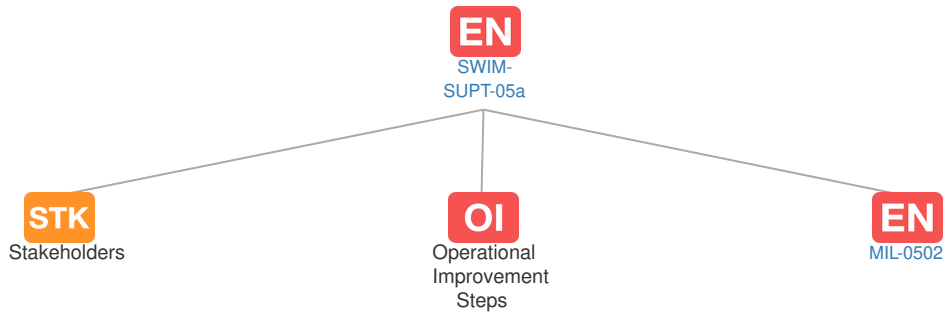 EN
SWIM-
SUPT-05a
STK
Stakeholders
OI
Operational
Improvement
Steps
EN
MIL-0502